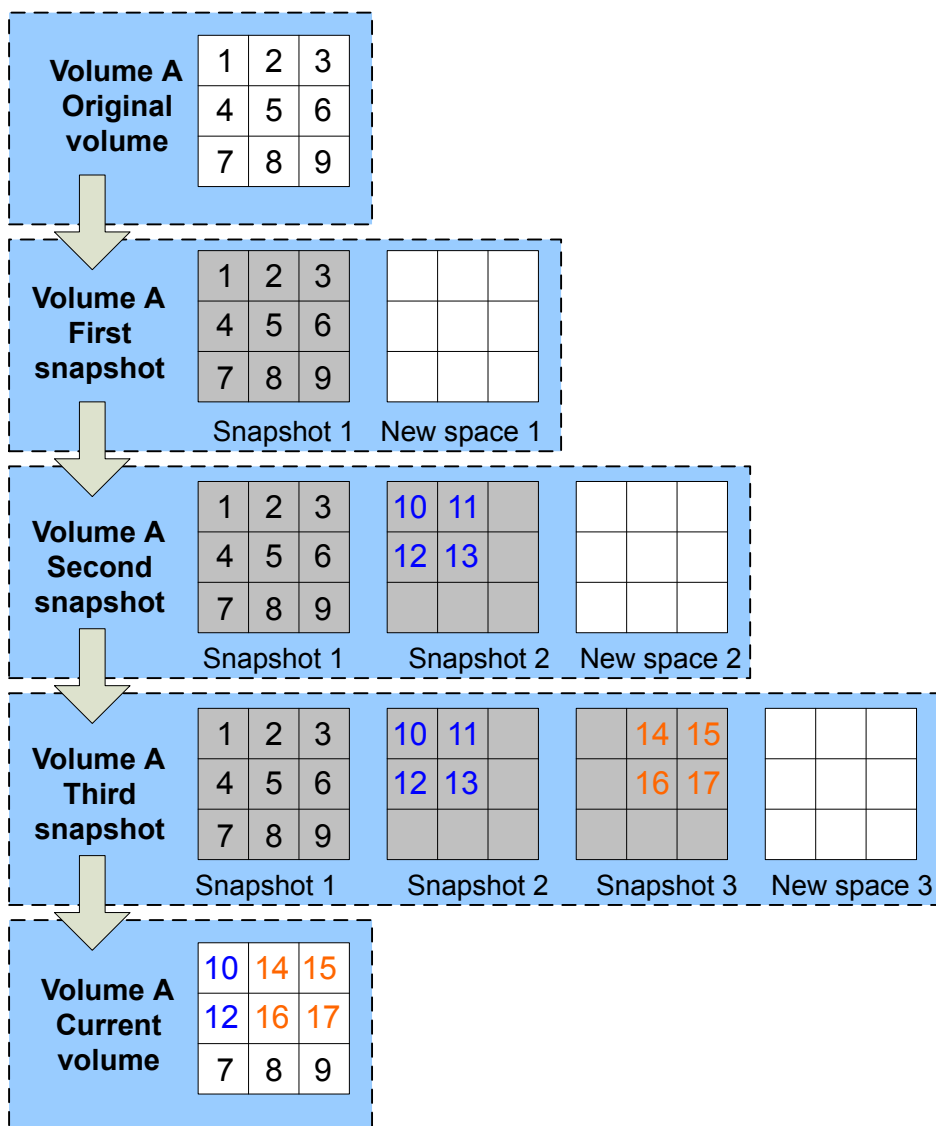 Volume A
Original
volume
1 2 3
4 5 6
7 8 9
Volume A
First
snapshot
1 2 3
4 5 6
7 8 9
Snapshot 1 New space 1
Volume A
Second
snapshot
1 2 3 10 11
4 5 6 12 13
7 8 9
Snapshot 1 Snapshot 2 New space 2
Volume A
Third
snapshot
1 2 3 10 11 14 15
4 5 6 12 13 16 17
7 8 9
Snapshot 1 Snapshot 2 Snapshot 3 New space 3
Volume A
Current
volume
10 14 15
12 16 17
7 8 9